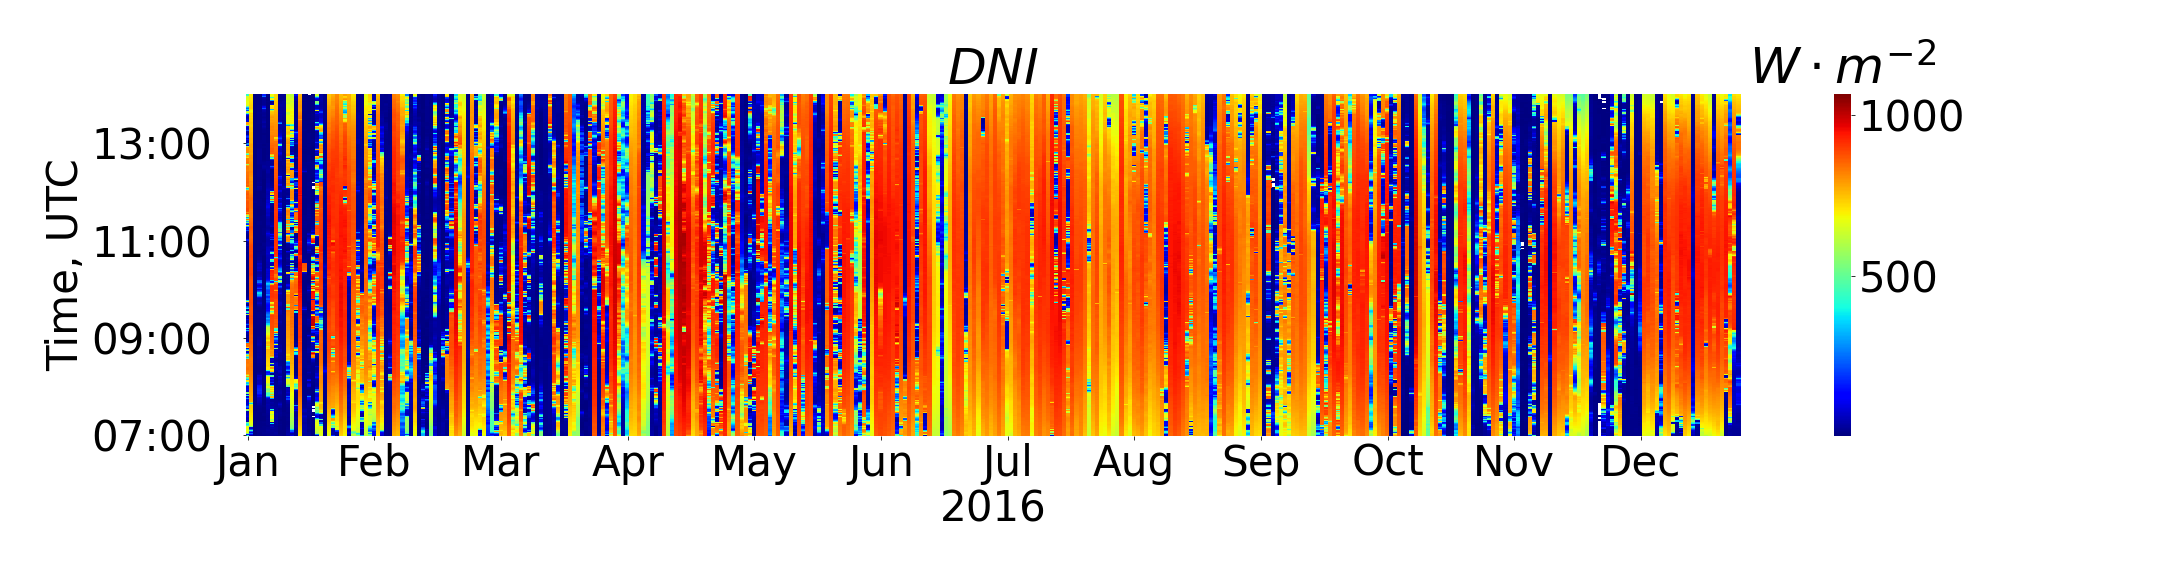 DNI
W · m⁻²
13:00
11:00
09:00
07:00
Time, UTC
Jan Feb Mar Apr May Jun Jul Aug Sep Oct Nov Dec
2016
1000
500